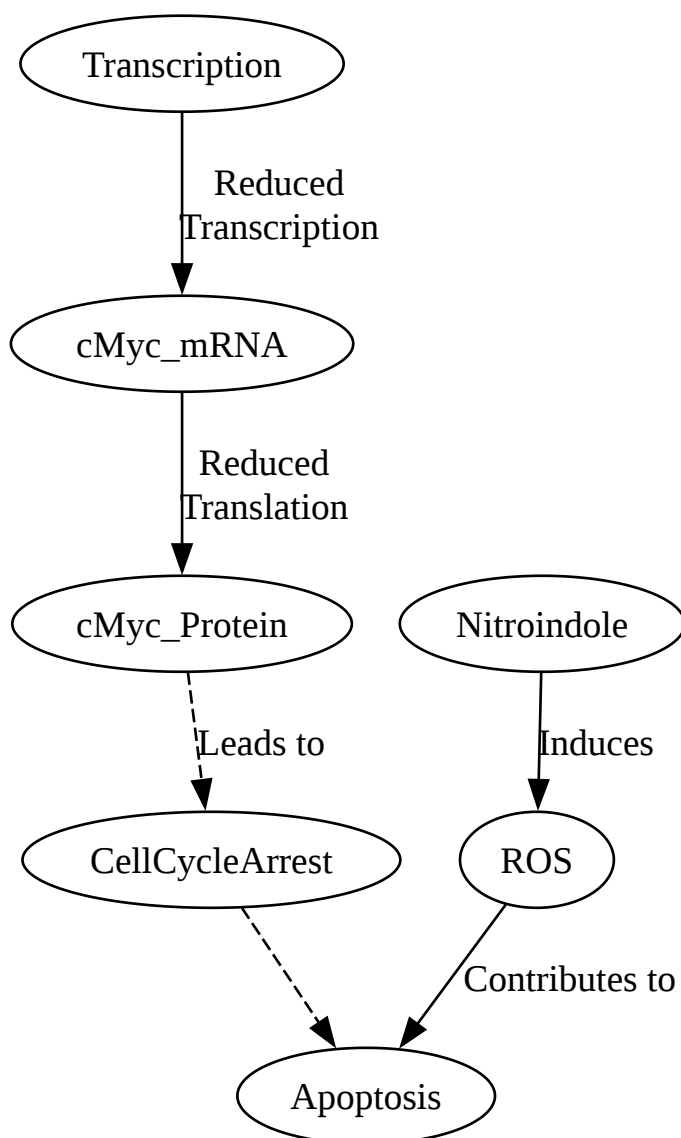 Transcription
Reduced
Transcription
cMyc_mRNA
Reduced
Translation
cMyc_Protein
Nitroindole
Leads to
Induces
CellCycleArrest
ROS
Contributes to
Apoptosis